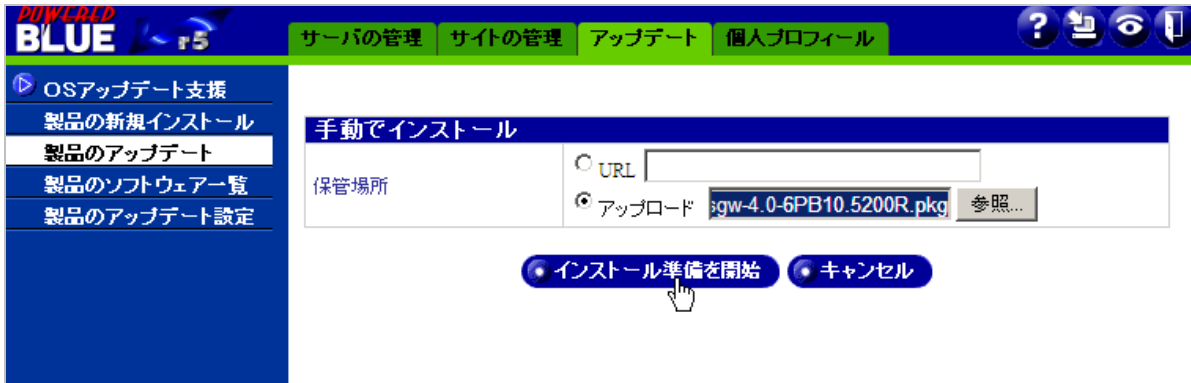 POWERED
BLUE r5
サーバの管理 サイトの管理 アップデート 個人プロフィール ?
OSアップデート支援
製品の新規インストール
製品のアップデート
製品のソフトウェア一覧
製品のアップデート設定
手動でインストール
保管場所
URL
アップロード sgw-4.0-6PB10.5200R.pkg 参照...
インストール準備を開始 キャンセル